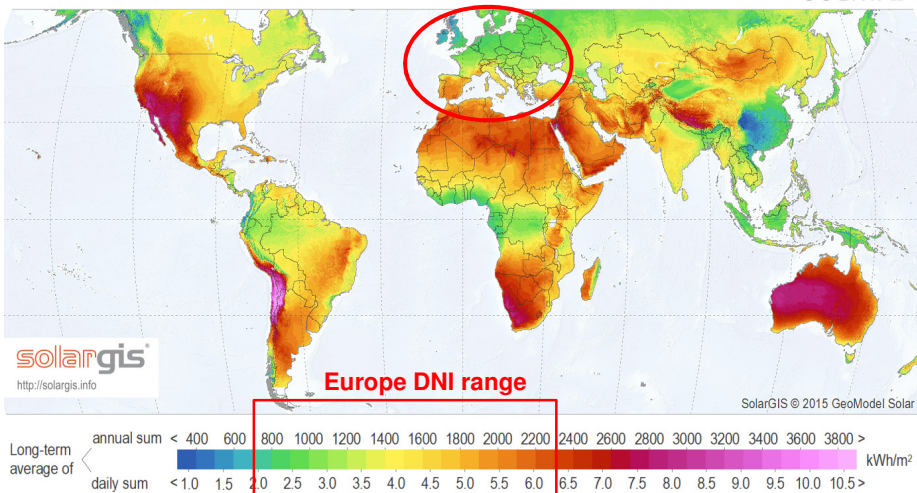 solargis
http://solargis.info
Europe DNI range
SolarGIS © 2015 GeoModel Solar
Long-term average of
annual sum < 400 600 800 1000 1200 1400 1600 1800 2000 2200 2400 2600 2800 3000 3200 3400 3600 3800 >
kWh/m²
daily sum < 1.0 1.5 2.0 2.5 3.0 3.5 4.0 4.5 5.0 5.5 6.0 6.5 7.0 7.5 8.0 8.5 9.0 9.5 10.0 10.5 >